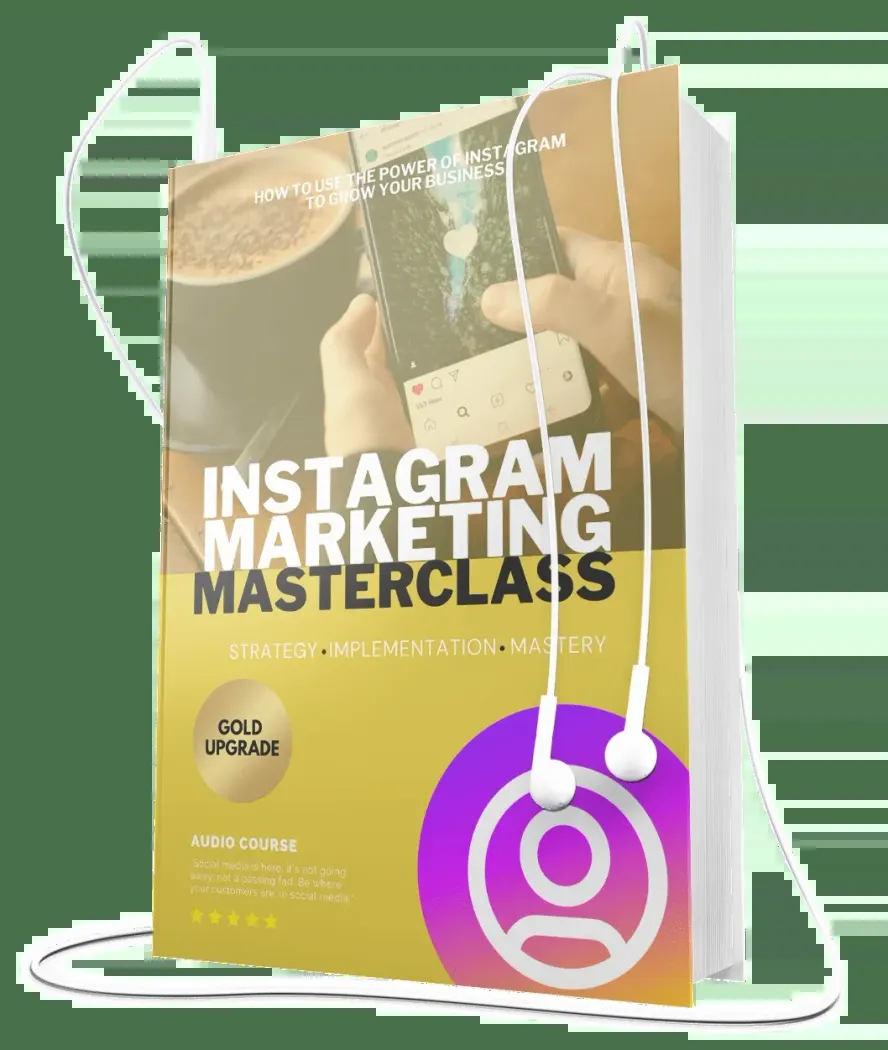 HOW TO USE THE POWER OF INSTAGRAM
TO GROW YOUR BUSINESS
INSTAGRAM
MARKETING
MASTERCLASS
STRATEGY•IMPLEMENTATION•MASTERY
GOLD
UPGRADE
AUDIO COURSE
"Social media is here, it's not going
away; not a passing fad. Be where
your customers are in social media."